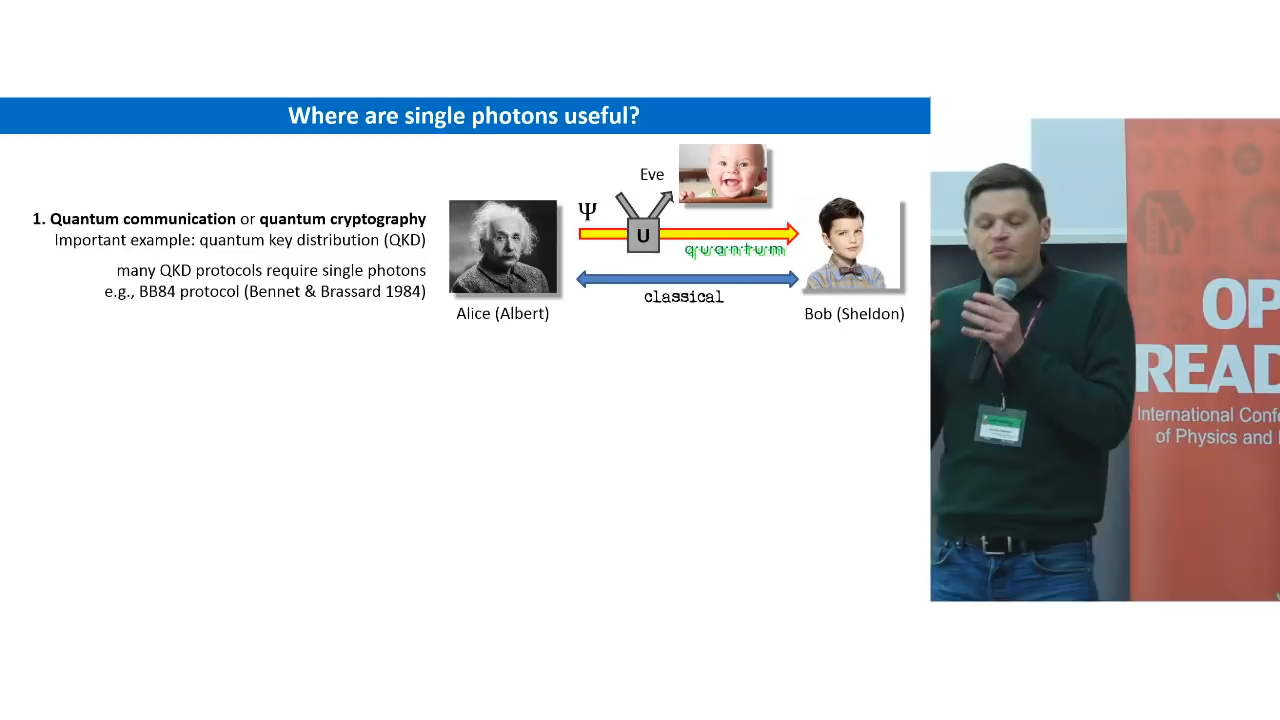 Where are single photons useful?
1. Quantum communication or quantum cryptography
Important example: quantum key distribution (QKD)
many QKD protocols require single photons
e.g., BB84 protocol (Bennet & Brassard 1984)
Eve
Ψ
U
quantum
classical
Alice (Albert)
Bob (Sheldon)
OP
READ
International Confe
of Physics and